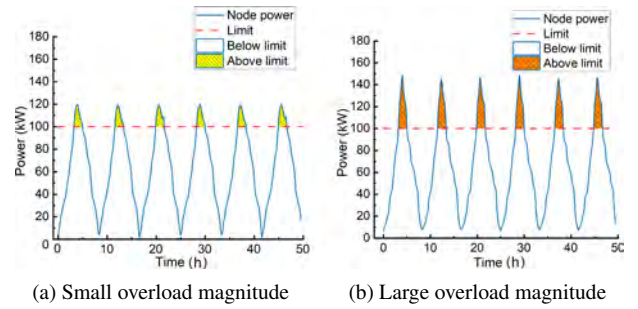 Node power
Limit
Below limit
Above limit
180
160
140
120
100
80
60
40
20
0
Power (kW)
0
10
20
30
40
50
Time (h)
(a) Small overload magnitude
Node power
Limit
Below limit
Above limit
180
160
140
120
100
80
60
40
20
0
Power (kW)
0
10
20
30
40
50
Time (h)
(b) Large overload magnitude